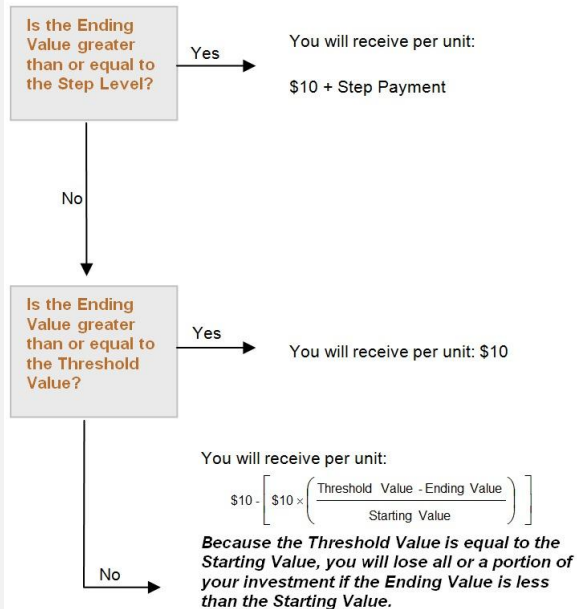 Is the Ending
Value greater
than or equal to
the Step Level?
Yes
You will receive per unit:
$10 + Step Payment
No
Is the Ending
Value greater
than or equal to
the Threshold
Value?
Yes
You will receive per unit: $10
You will receive per unit:
$10 - [ $10 × ( Threshold Value - Ending Value
Starting Value ) ]
Because the Threshold Value is equal to the
Starting Value, you will lose all or a portion of
your investment if the Ending Value is less
than the Starting Value.
No